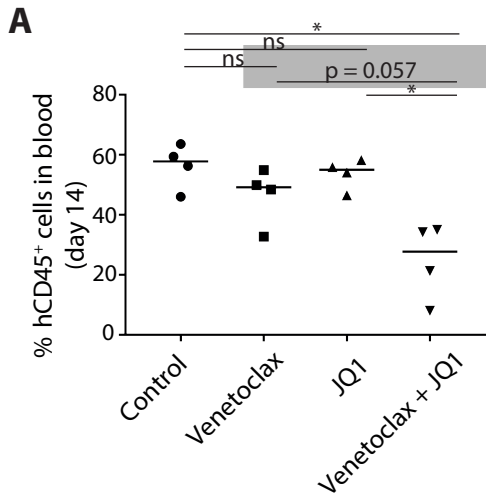 A
*
ns
ns
p = 0.057
*
% hCD45⁺ cells in blood
(day 14)
80
60
40
20
0
Control
Venetoclax
JQ1
Venetoclax + JQ1